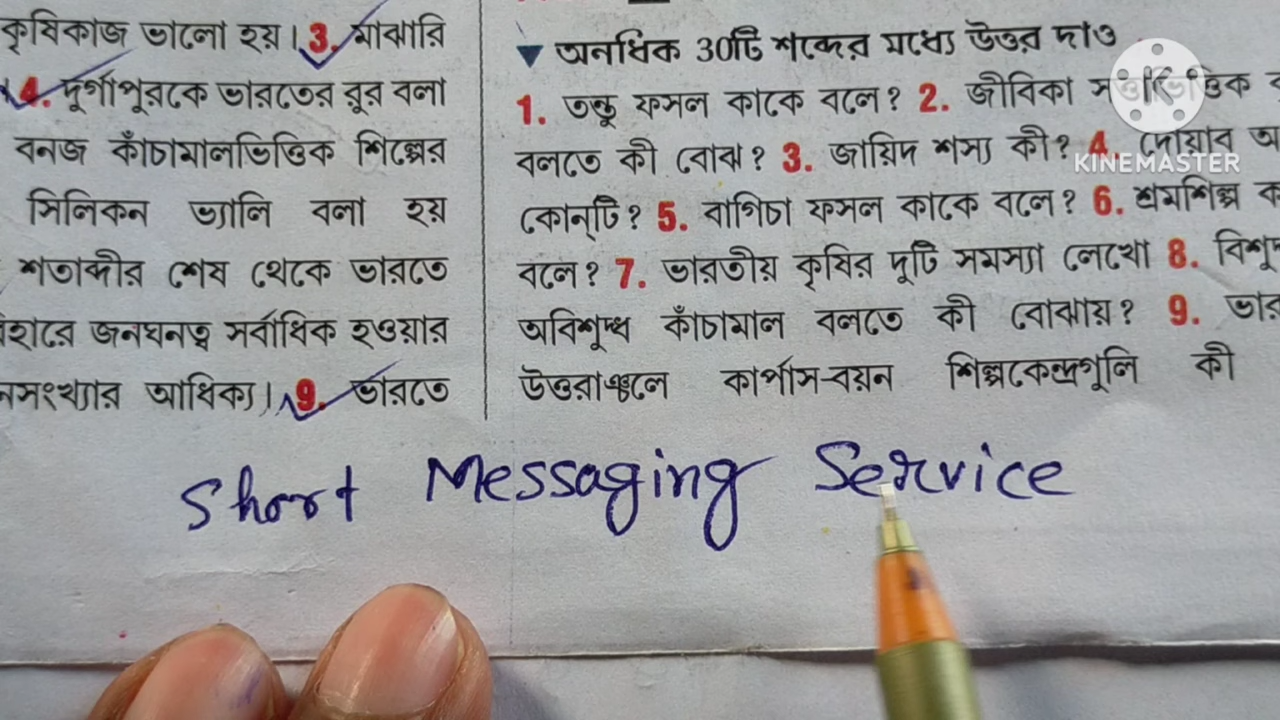 কৃষিকাজ ভালো হয়। 3. মাঝারি
4. দুর্গাপুরকে ভারতের রুর বলা
বনজ কাঁচামালভিত্তিক শিল্পের
সিলিকন ভ্যালি বলা হয়
শতাব্দীর শেষ থেকে ভারতে
বিহারে জনঘনত্ব সর্বাধিক হওয়ার
আধিক্য। 9. ভারতে
▼ অনধিক 30টি শব্দের মধ্যে উত্তর দাও
1. তন্তু ফসল কাকে বলে? 2. জীবিকা
বলতে কী বোঝ? 3. জায়িদ শস্য কী? 4. দোয়াব
কোন্‌টি? 5. বাগিচা ফসল কাকে বলে? 6. শ্রমশিল্প
বলে? 7. ভারতীয় কৃষির দুটি সমস্যা লেখো 8.
অবিশুদ্ধ কাঁচামাল বলতে কী বোঝায়? 9.
উত্তরাঞ্চলে কার্পাস-বয়ন শিল্পকেন্দ্রগুলি কী
Short Messaging Service
KINEMASTER